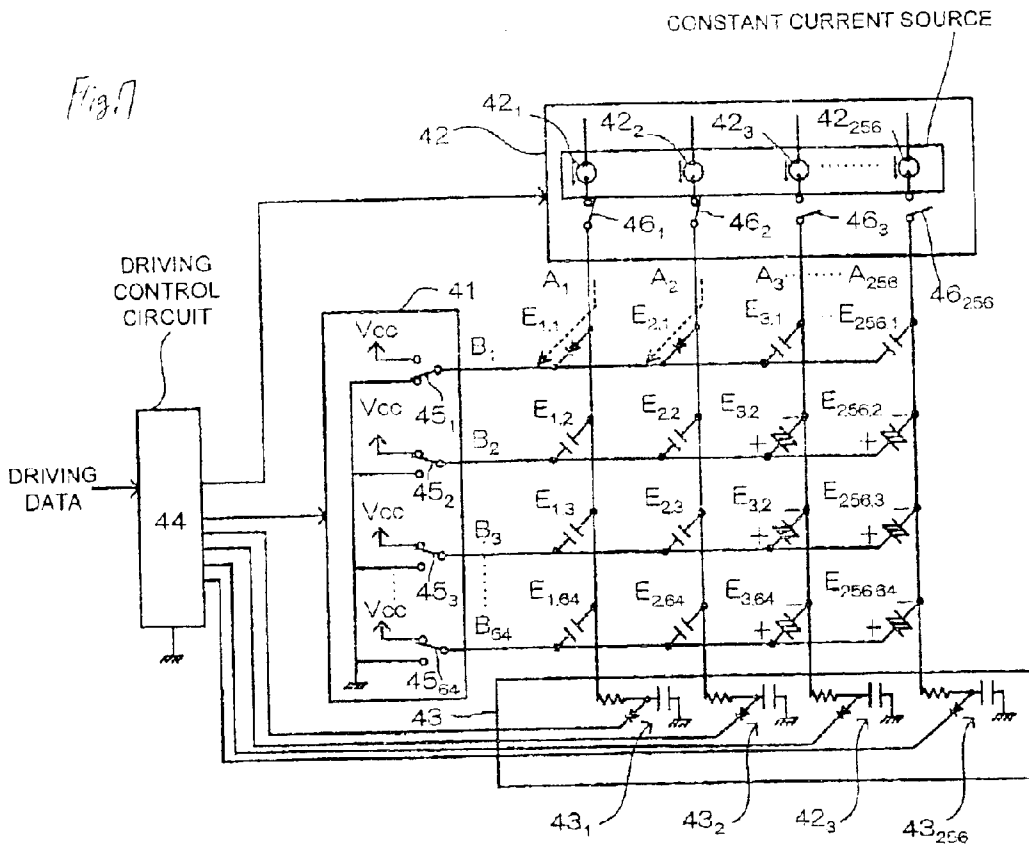 CONSTANT CURRENT SOURCE
Fig.7
42
42₁
42₂
42₃
42₂₅₆
46₁
46₂
46₃
46₂₅₆
DRIVING
CONTROL
CIRCUIT
41
A₁
A₂
A₃ ········ A₂₅₆
Vcc
B₁
E₁,₁
E₂,₁
E₃,₁
E₂₅₆,₁
45₁
Vcc
B₂
E₁,₂
E₂,₂
E₃,₂
E₂₅₆,₂
+ −
+ −
45₂
DRIVING
DATA
44
Vcc
B₃
E₁,₃
E₂,₃
E₃,₂
E₂₅₆,₃
+ −
+ −
45₃
Vcc
B₆₄
E₁,₆₄
E₂,₆₄
E₃,₆₄
E₂₅₆,₆₄
+ −
+ −
45₆₄
43
43₁
43₂
42₃
43₂₅₆